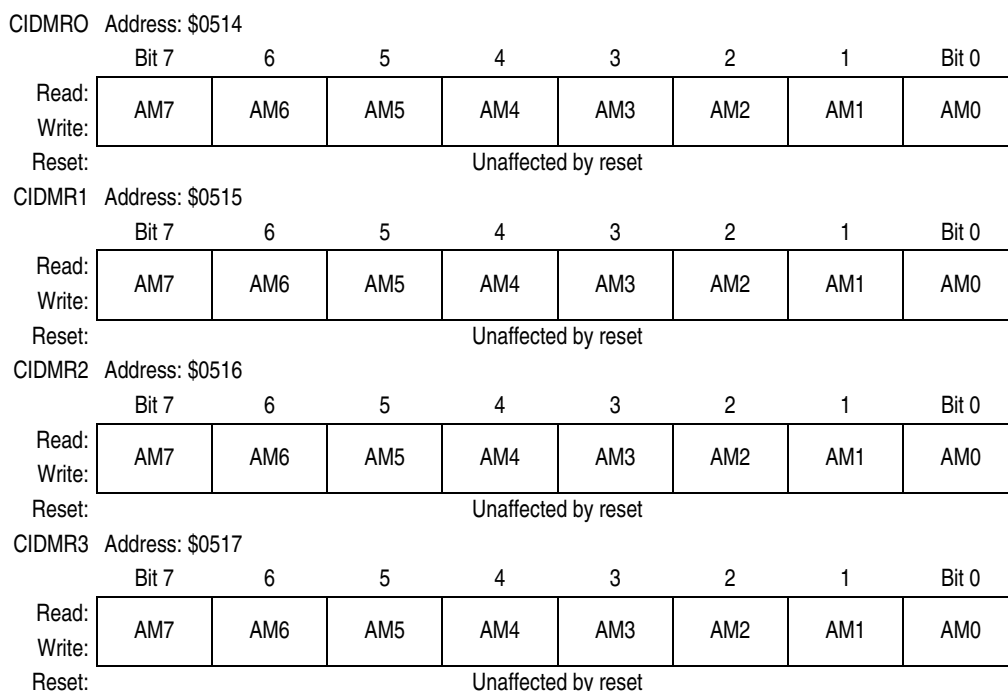 CIDMRO Address: $0514
Bit 7 6 5 4 3 2 1 Bit 0
Read:
AM7 AM6 AM5 AM4 AM3 AM2 AM1 AM0
Write:
Reset: Unaffected by reset
CIDMR1 Address: $0515
Bit 7 6 5 4 3 2 1 Bit 0
Read:
AM7 AM6 AM5 AM4 AM3 AM2 AM1 AM0
Write:
Reset: Unaffected by reset
CIDMR2 Address: $0516
Bit 7 6 5 4 3 2 1 Bit 0
Read:
AM7 AM6 AM5 AM4 AM3 AM2 AM1 AM0
Write:
Reset: Unaffected by reset
CIDMR3 Address: $0517
Bit 7 6 5 4 3 2 1 Bit 0
Read:
AM7 AM6 AM5 AM4 AM3 AM2 AM1 AM0
Write:
Reset: Unaffected by reset